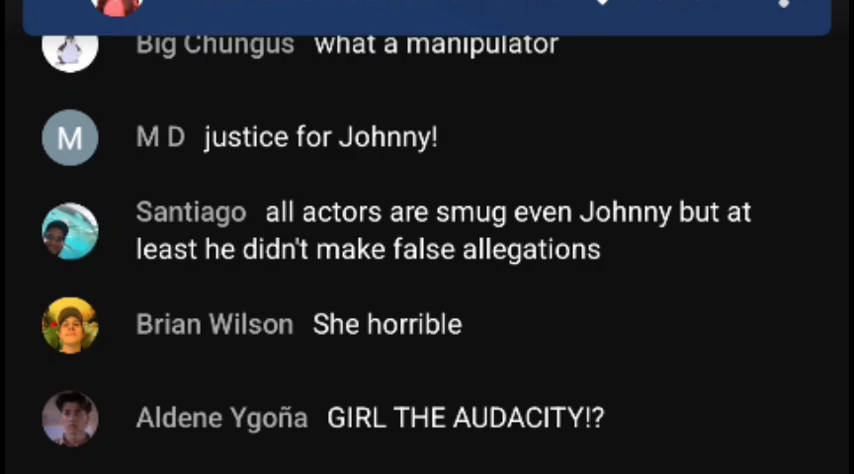 Big Chungus what a manipulator
M
M D justice for Johnny!
Santiago all actors are smug even Johnny but at
least he didn't make false allegations
Brian Wilson She horrible
Aldene Ygoña GIRL THE AUDACITY!?